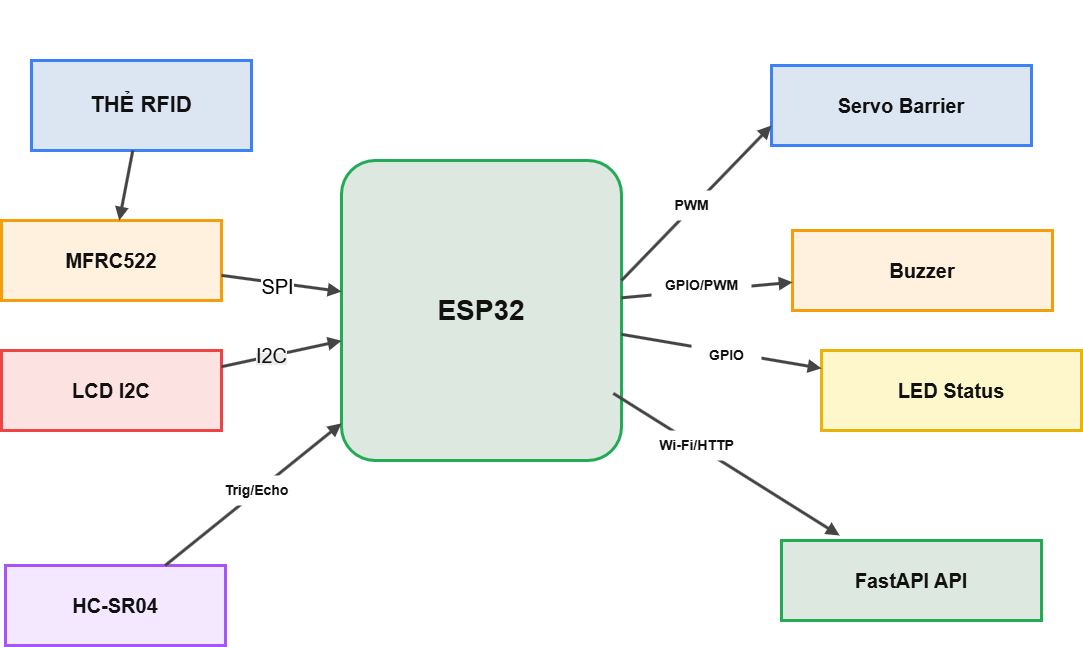 THẺ RFID
MFRC522
SPI
LCD I2C
I2C
HC-SR04
Trig/Echo
ESP32
PWM
Servo Barrier
GPIO/PWM
Buzzer
GPIO
LED Status
Wi-Fi/HTTP
FastAPI API